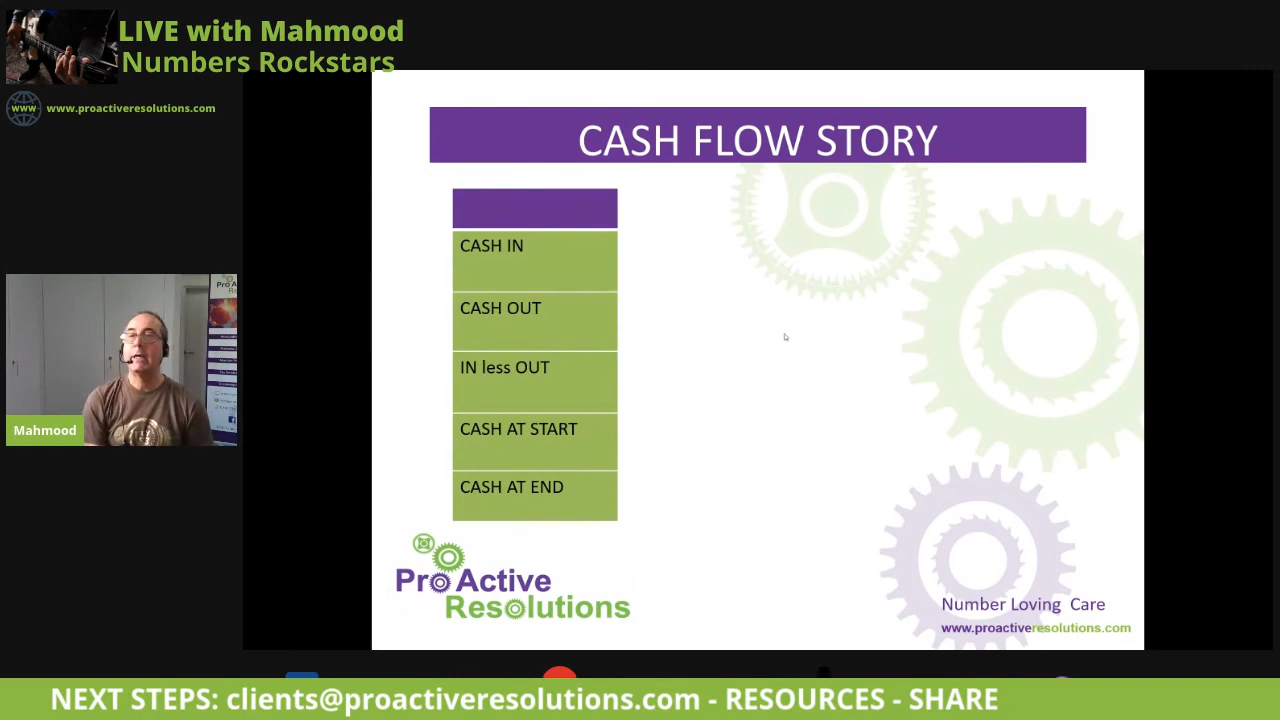 LIVE with Mahmood
Numbers Rockstars
www
www.proactiveresolutions.com
CASH FLOW STORY
CASH IN
CASH OUT
IN less OUT
CASH AT START
CASH AT END
Mahmood
ProActive
Resolutions
Number Loving Care
www.proactiveresolutions.com
NEXT STEPS: clients@proactiveresolutions.com - RESOURCES - SHARE